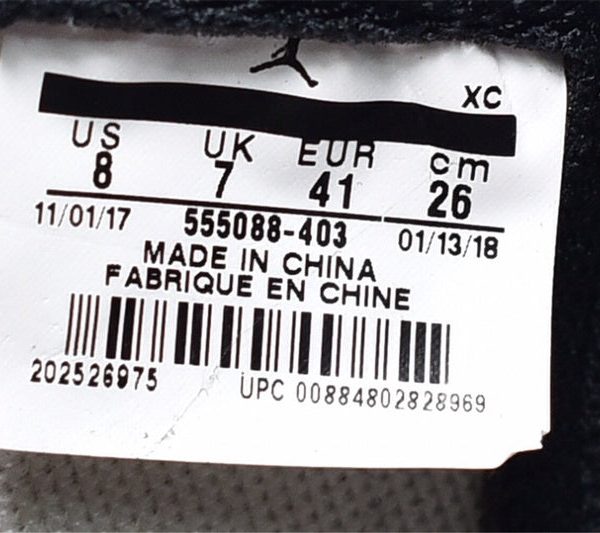 XC
US UK EUR cm
8 7 41 26
11/01/17 555088-403 01/13/18
MADE IN CHINA
FABRIQUE EN CHINE
202526975 UPC 00884802828969